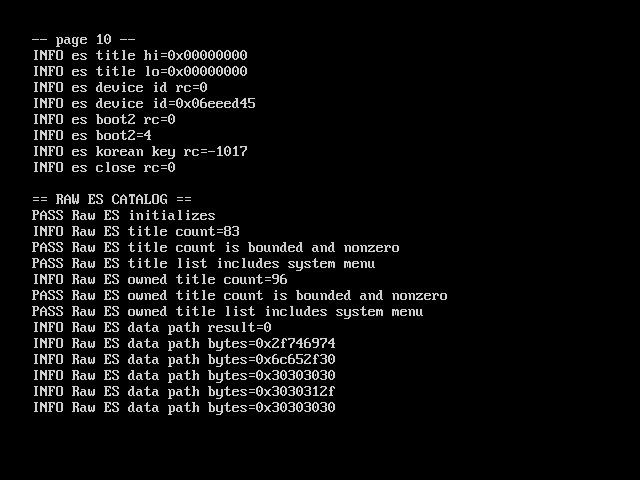 -- page 10 --
INFO es title hi=0x00000000
INFO es title lo=0x00000000
INFO es device id rc=0
INFO es device id=0x06eeed45
INFO es boot2 rc=0
INFO es boot2=4
INFO es korean key rc=-1017
INFO es close rc=0
== RAW ES CATALOG ==
PASS Raw ES initializes
INFO Raw ES title count=83
PASS Raw ES title count is bounded and nonzero
PASS Raw ES title list includes system menu
INFO Raw ES owned title count=96
PASS Raw ES owned title count is bounded and nonzero
PASS Raw ES owned title list includes system menu
INFO Raw ES data path result=0
INFO Raw ES data path bytes=0x2f746974
INFO Raw ES data path bytes=0x6c652f30
INFO Raw ES data path bytes=0x30303030
INFO Raw ES data path bytes=0x3030312f
INFO Raw ES data path bytes=0x30303030